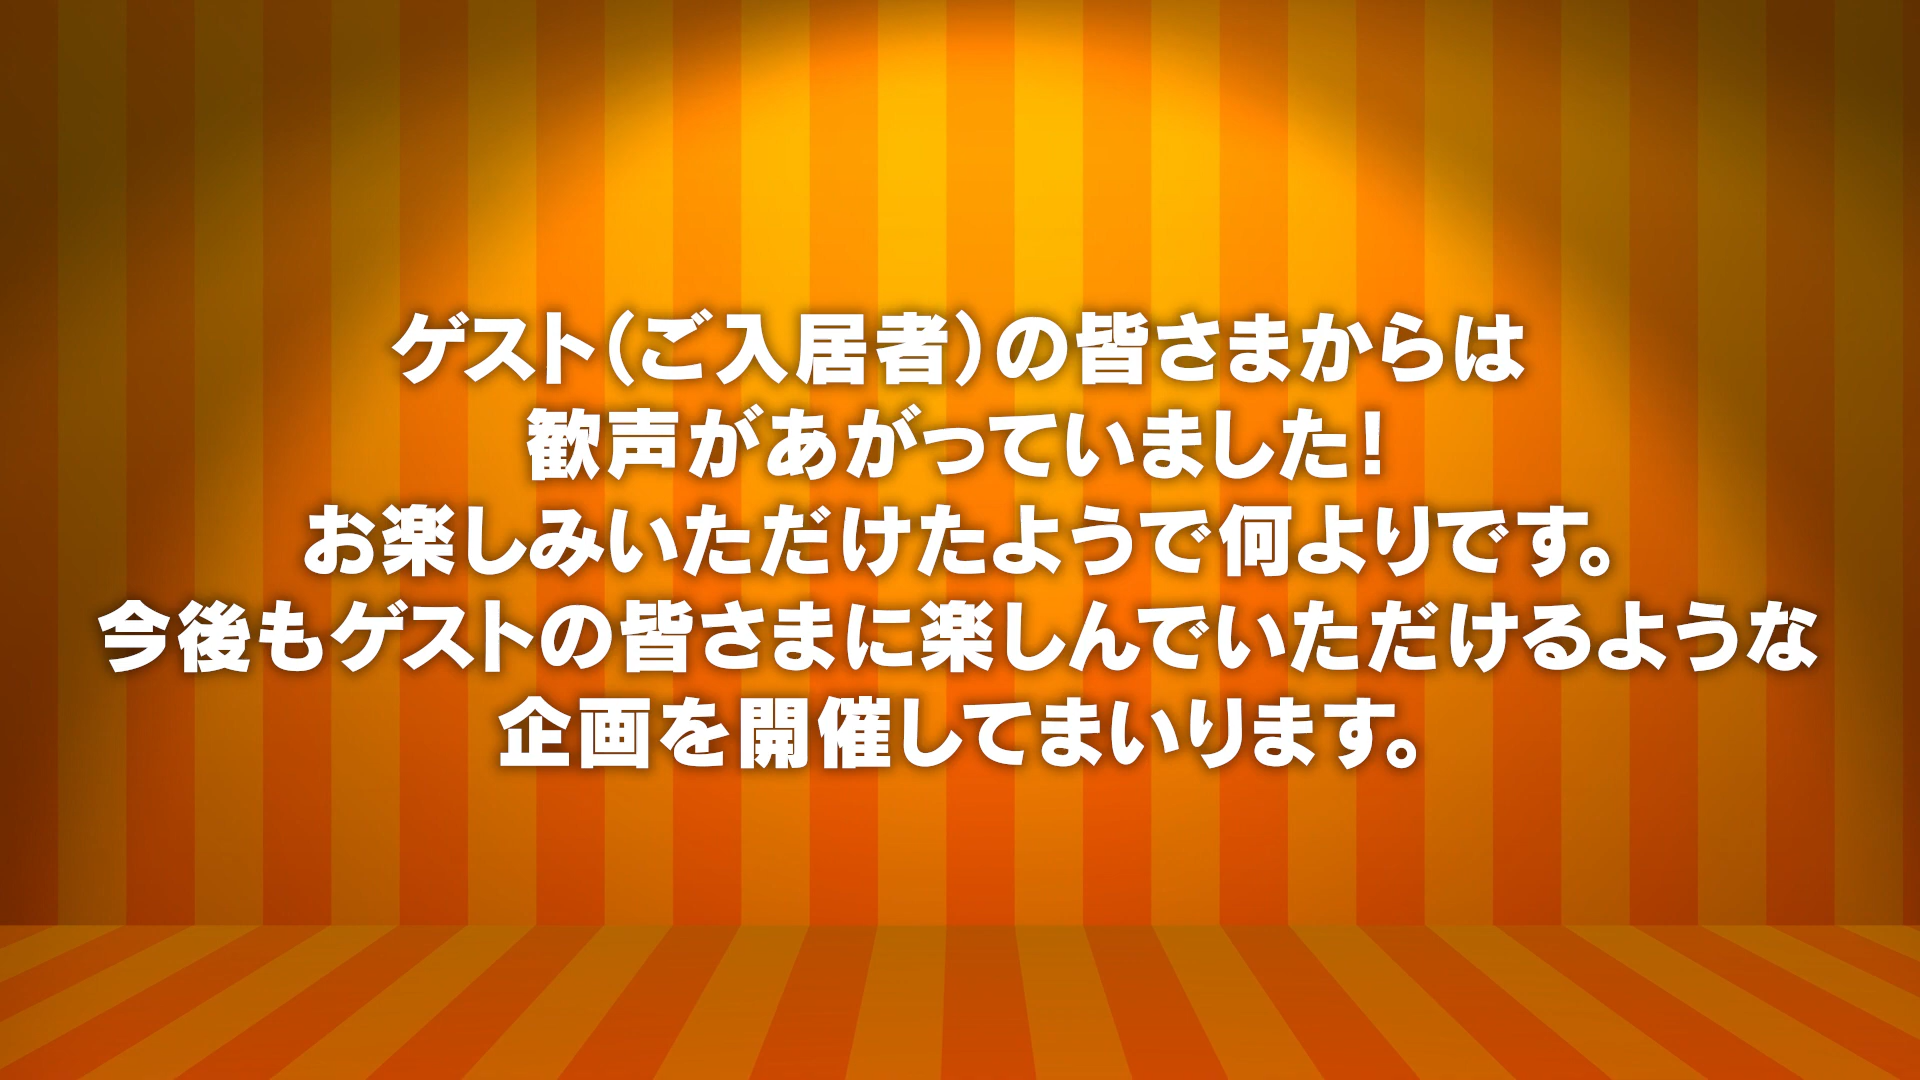 ゲスト（ご入居者）の皆さまからは
歓声があがっていました！
お楽しみいただけたようで何よりです。
今後もゲストの皆さまに楽しんでいただけるような
企画を開催してまいります。